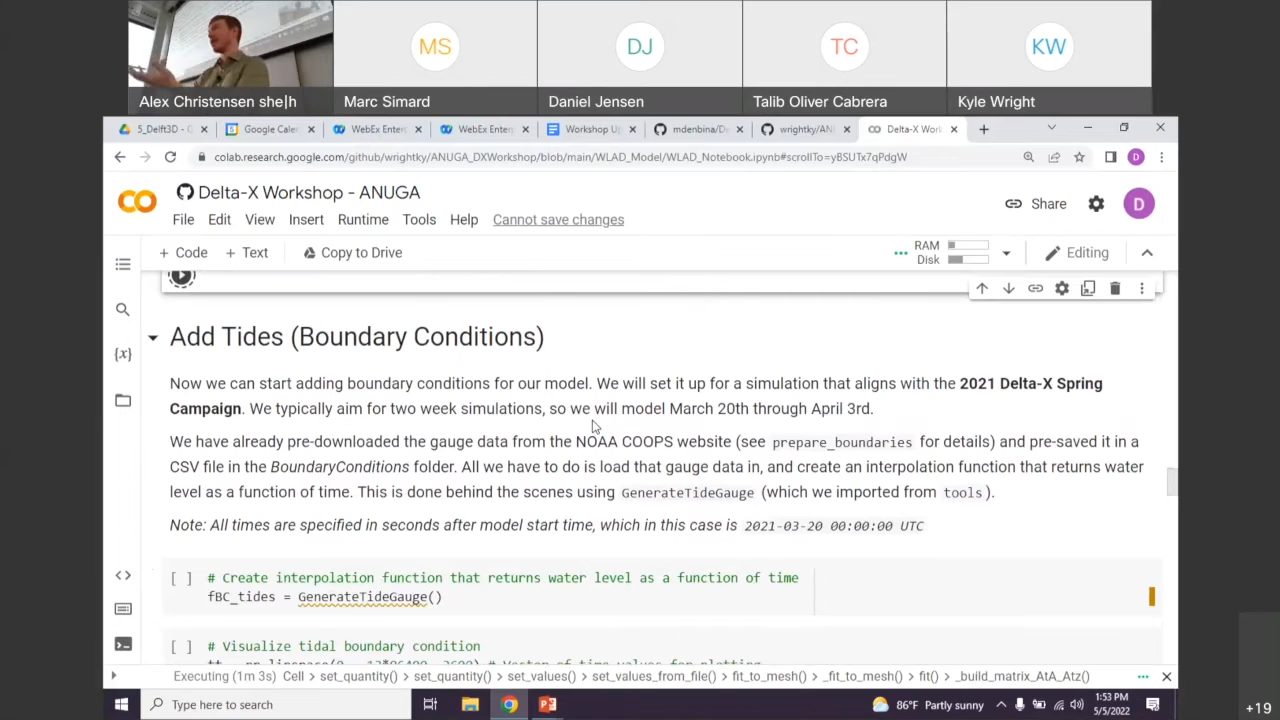 MS
DJ
TC
KW
Alex Christensen she|h
Marc Simard
Daniel Jensen
Talib Oliver Cabrera
Kyle Wright
5_Delft3D - G
Google Caler
WebEx Enterp
WebEx Enterp
Workshop Up
mdenbina/De
wrightky/ANU
Delta-X Work
colab.research.google.com/github/wrightky/ANUGA_DXWorkshop/blob/main/WLAD_Model/WLAD_Notebook.ipynb#scrollTo=yBSUTx7qPdgW
D
Delta-X Workshop - ANUGA
Share
D
File Edit View Insert Runtime Tools Help Cannot save changes
+ Code + Text Copy to Drive
RAM
Disk
Editing
Add Tides (Boundary Conditions)
Now we can start adding boundary conditions for our model. We will set it up for a simulation that aligns with the 2021 Delta-X Spring
Campaign. We typically aim for two week simulations, so we will model March 20th through April 3rd.
We have already pre-downloaded the gauge data from the NOAA COOPS website (see prepare_boundaries for details) and pre-saved it in a
CSV file in the BoundaryConditions folder. All we have to do is load that gauge data in, and create an interpolation function that returns water
level as a function of time. This is done behind the scenes using GenerateTideGauge (which we imported from tools).
Note: All times are specified in seconds after model start time, which in this case is 2021-03-20 00:00:00 UTC
[ ] # Create interpolation function that returns water level as a function of time
fBC_tides = GenerateTideGauge()
[ ] # Visualize tidal boundary condition
Executing (1m 3s) Cell > set_quantity() > set_quantity() > set_values() > set_values_from_file() > fit_to_mesh() > _fit_to_mesh() > fit() > _build_matrix_AtA_Atz()
Type here to search
86°F Partly sunny
1:53 PM
5/5/2022
+19